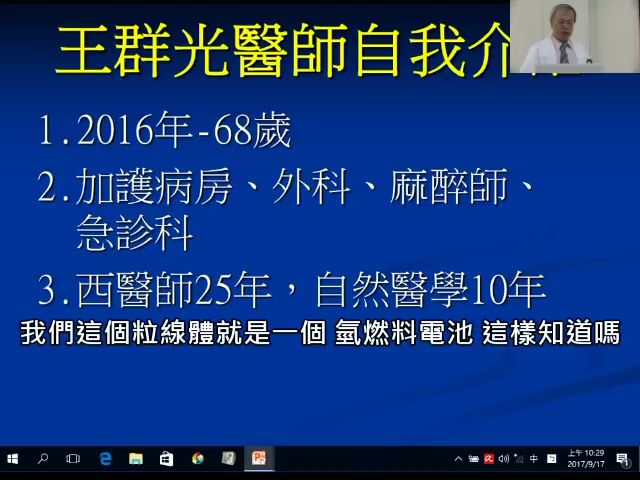 王群光醫師自我介
1.2016年-68歲
2.加護病房、外科、麻醉師、
急診科
3.西醫師25年，自然醫學10年
我們這個粒線體就是一個 氫燃料電池 這樣知道嗎
中
上午 10:29
2017/9/17